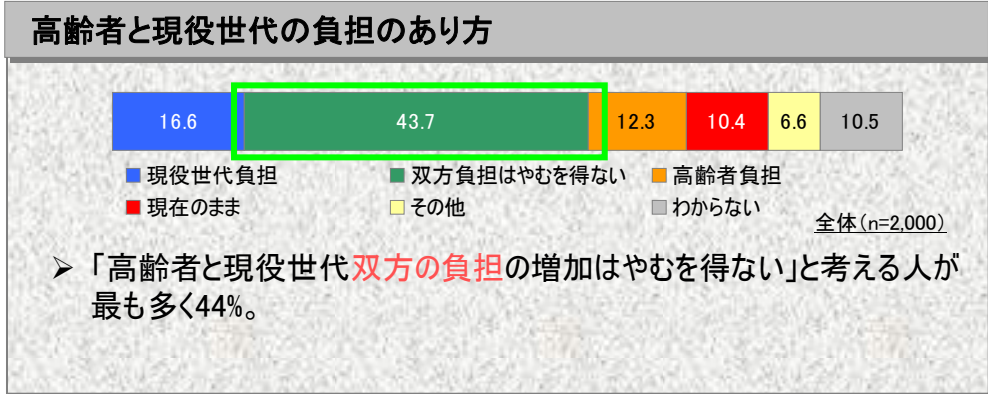 高齢者と現役世代の負担のあり方
16.6 43.7 12.3 10.4 6.6 10.5
■現役世代負担 ■双方負担はやむを得ない ■高齢者負担
■現在のまま □その他 ■わからない
全体(n=2,000)
➢ 「高齢者と現役世代双方の負担の増加はやむを得ない」と考える人が
最も多く44%。